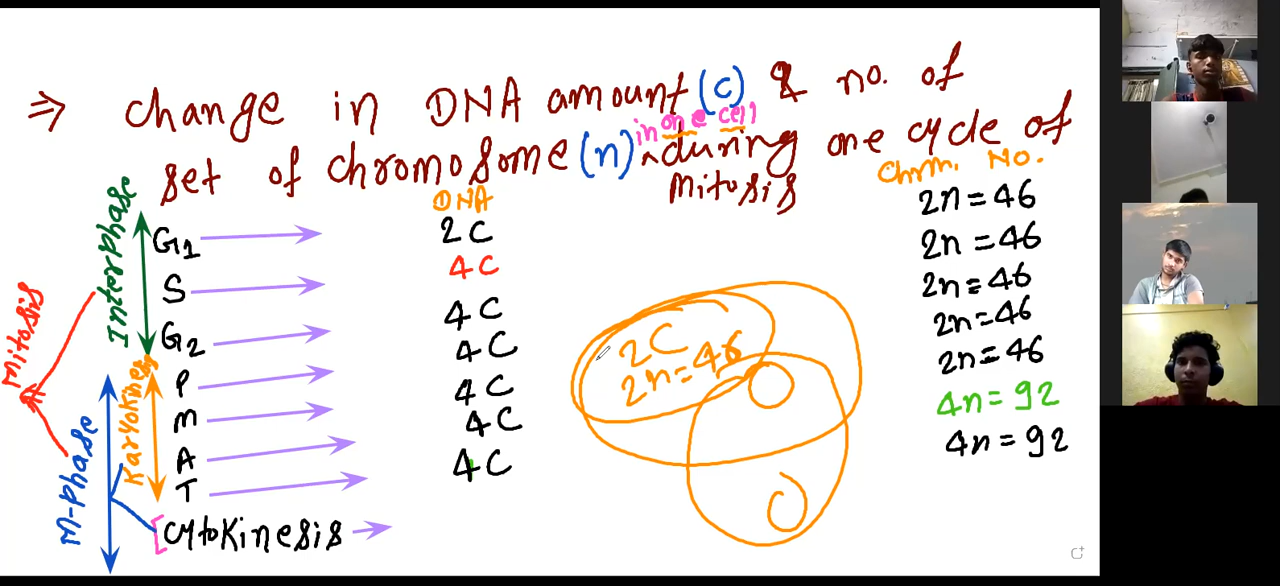 ⇒ change in DNA amount (c) & no. of
in one cell
set of chromosome (n) ^ during one cycle of
Mitosis
DNA
Chrm. No.
Interphase
G1
2C
2n = 46
S
4C
2n = 46
G2
4C
2n = 46
Mitosis
4C
2n = 46
Karyokinesis
P
4C
2n = 46
M
4C
4n = 92
A
4C
4n = 92
T
M-Phase
[Cytokinesis
2C
2n = 46